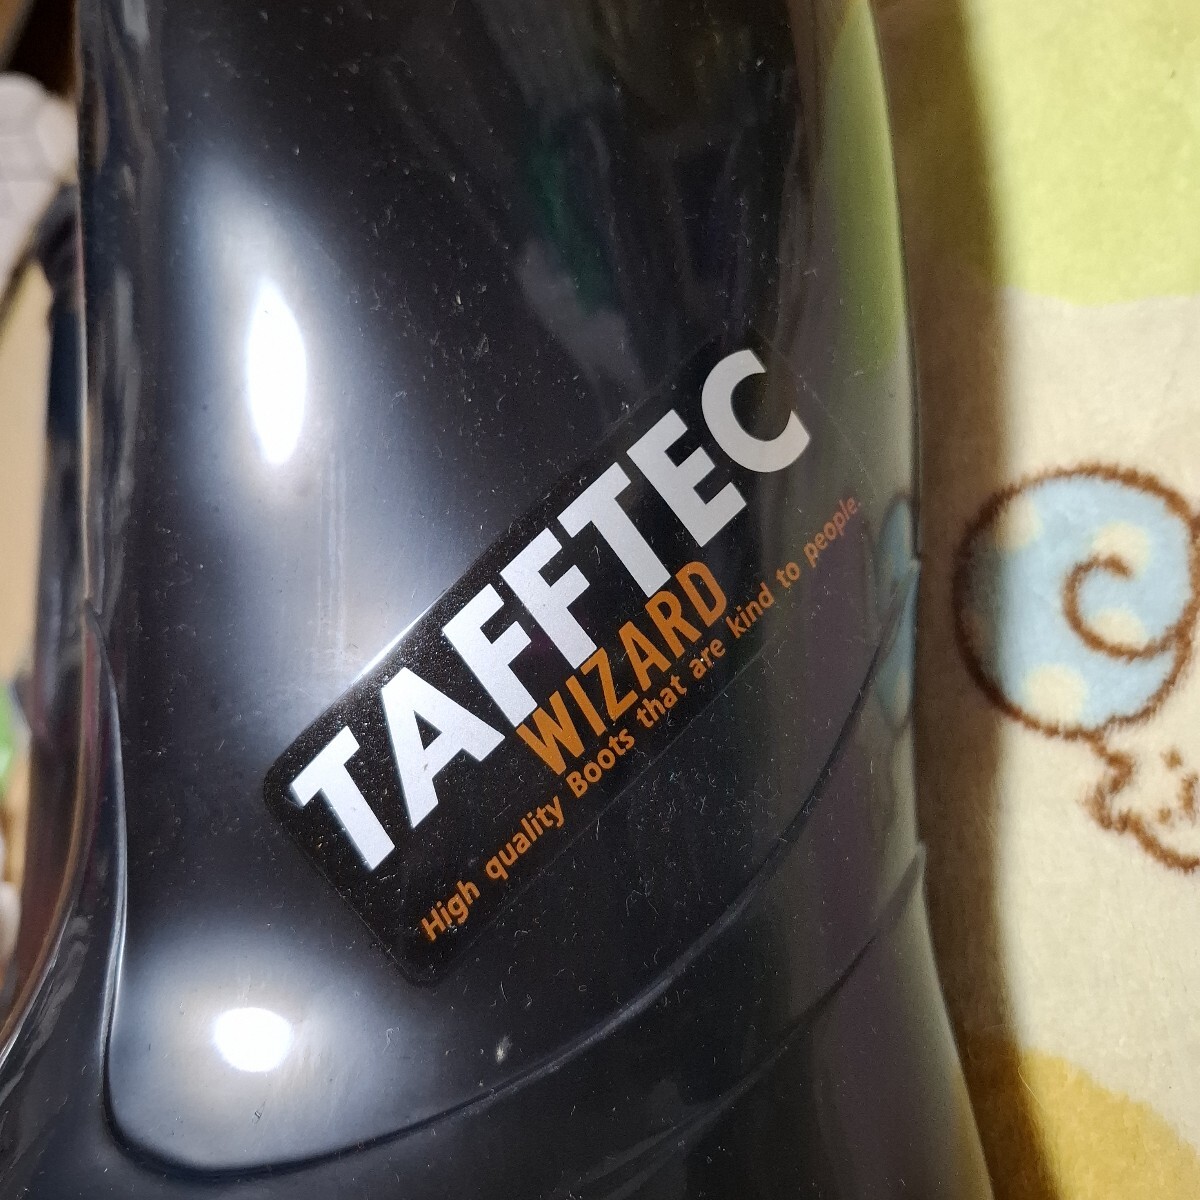 TAFFTEC
WIZARD
High quality Boots that are kind to people.